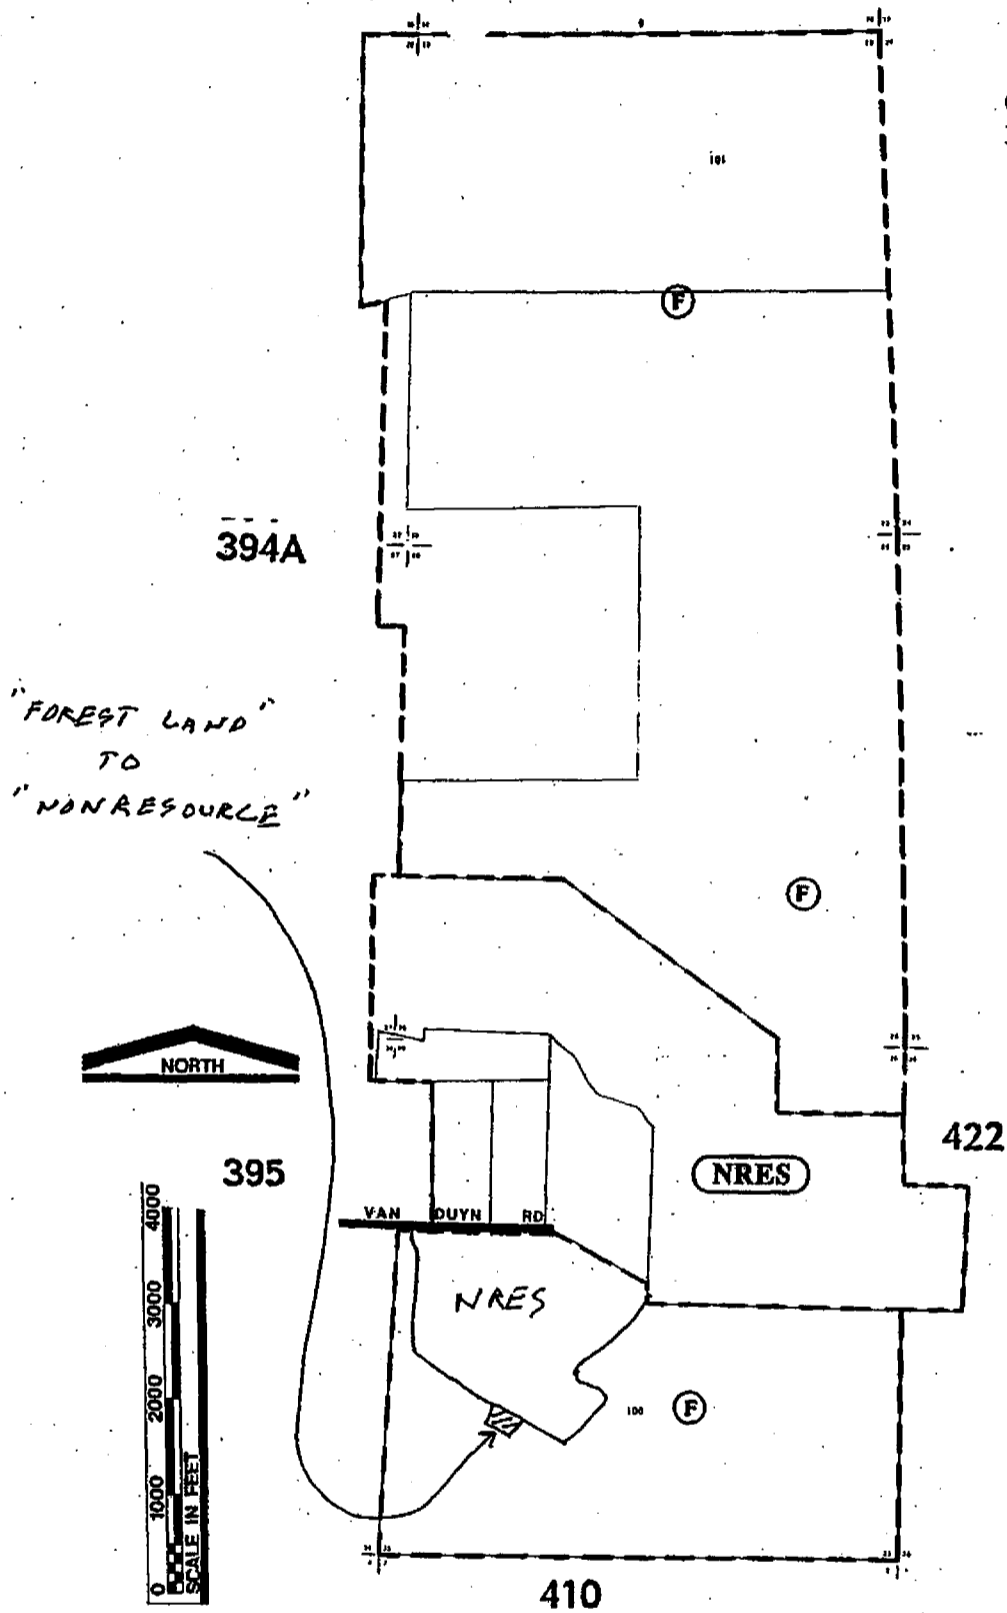 101
F
394A
"FOREST LAND"
TO
"NONRESOURCE"
F
NORTH
422
395
NRES
VAN DUYN RD
NRES
100
F
4000
3000
2000
1000
0
SCALE IN FEET
410